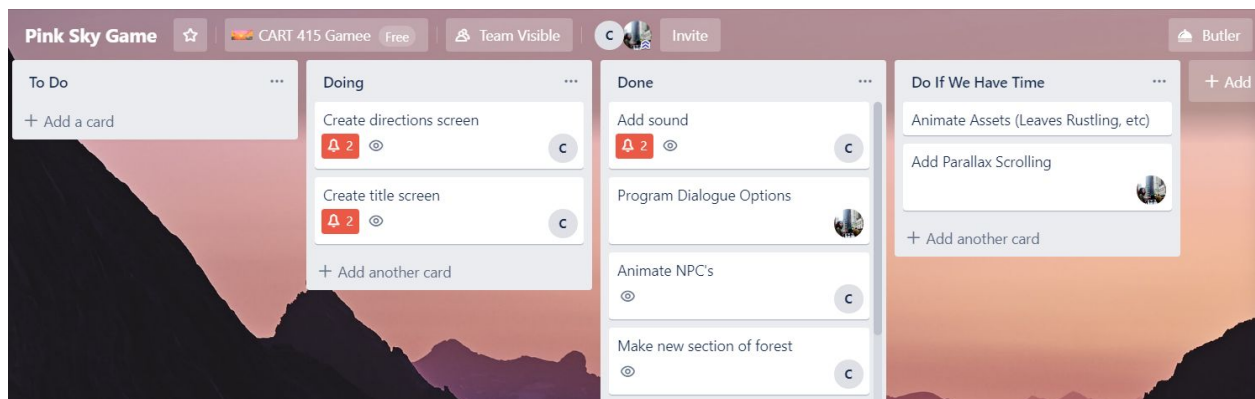 Pink Sky Game
CART 415 Gamee Free
Team Visible
C
Invite
Butler
To Do
...
+ Add a card
Doing
...
Create directions screen
2
C
Create title screen
2
C
+ Add another card
Done
...
Add sound
2
C
Program Dialogue Options
Animate NPC's
C
Make new section of forest
C
Do If We Have Time
...
Animate Assets (Leaves Rustling, etc)
Add Parallax Scrolling
+ Add another card
+ Add